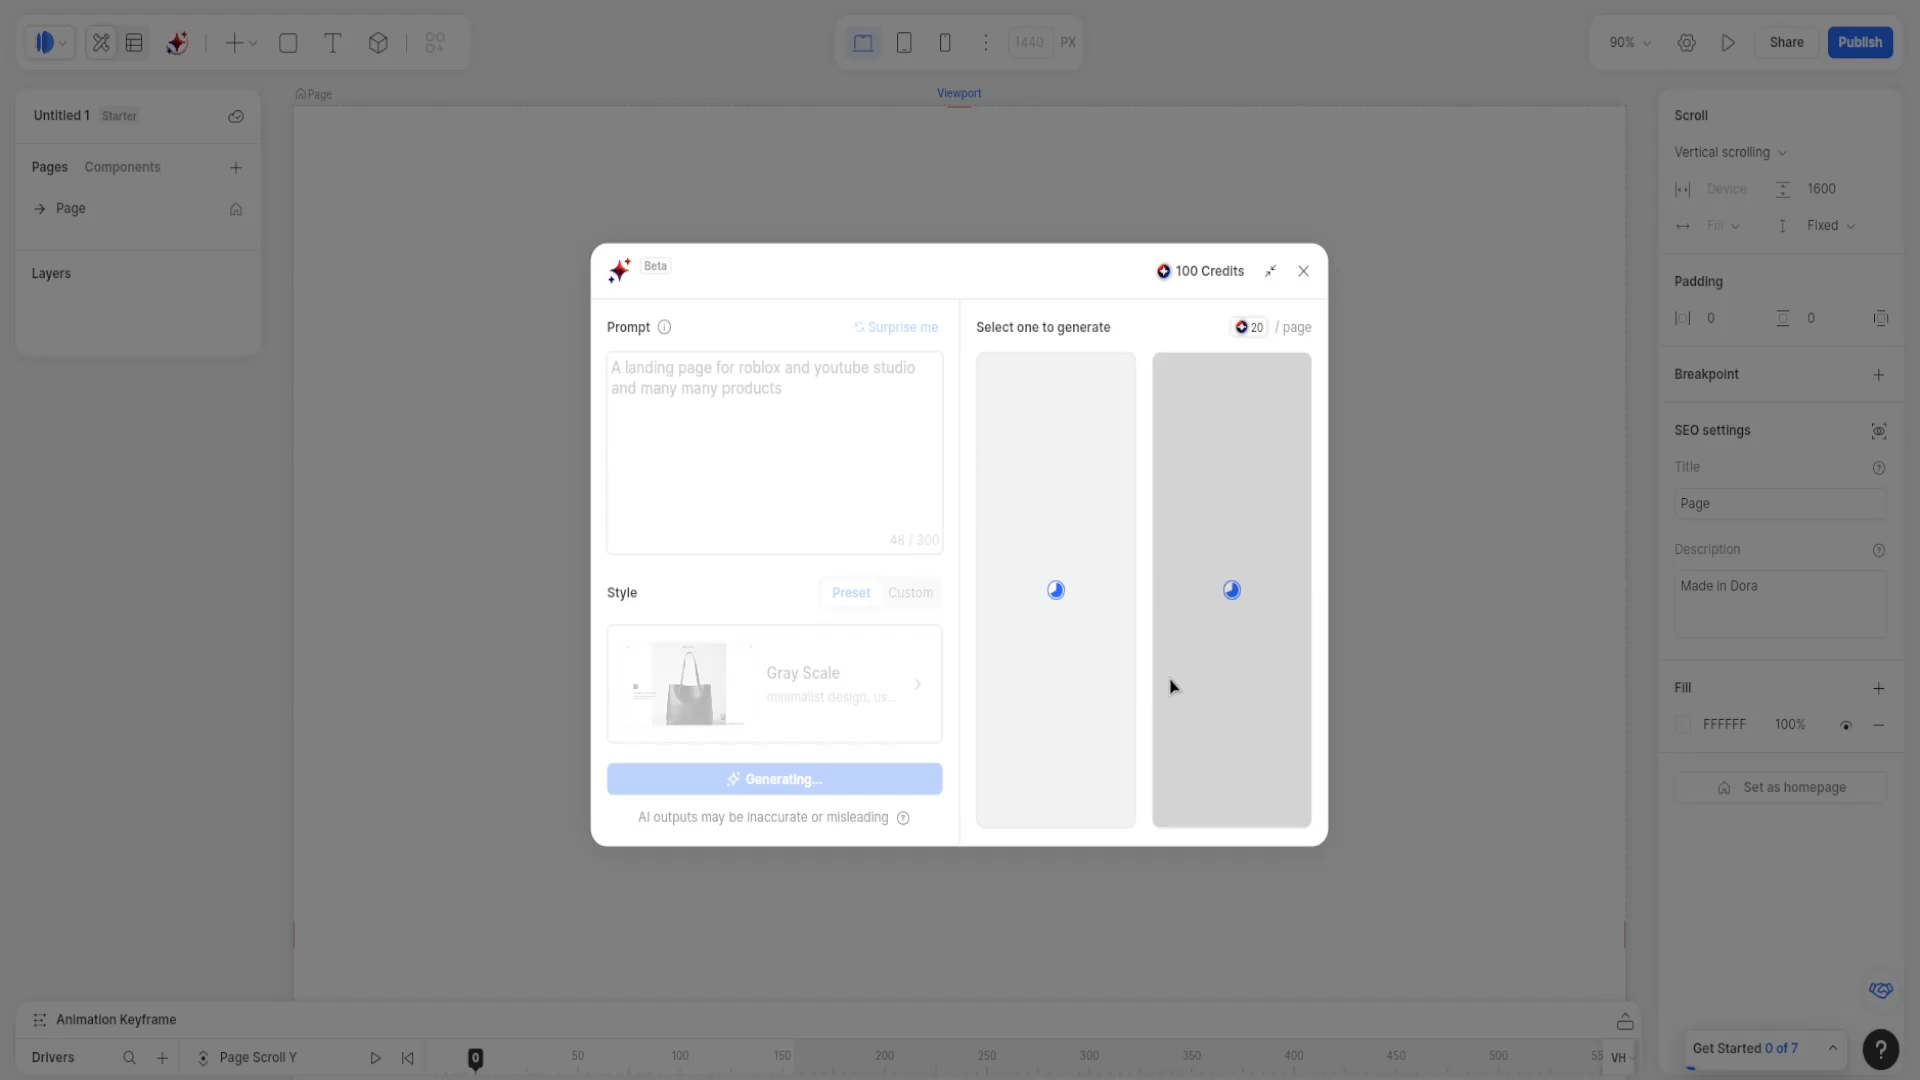 1440 PX
90%
Share
Publish
Untitled 1 Starter
Pages Components
Page
Layers
Page
Viewport
Beta
100 Credits
Prompt
Surprise me
A landing page for roblox and youtube studio
and many many products
48 / 300
Style
Preset Custom
Gray Scale
minimalist design, us...
Generating...
AI outputs may be inaccurate or misleading
Select one to generate
20 / page
Scroll
Vertical scrolling
Device 1600
Fill Fixed
Padding
0 0
Breakpoint
SEO settings
Title
Page
Description
Made in Dora
Fill
FFFFFF 100%
Set as homepage
Animation Keyframe
Drivers
Page Scroll Y
0 50 100 150 200 250 300 350 400 450 500 55 VH
Get Started 0 of 7
?